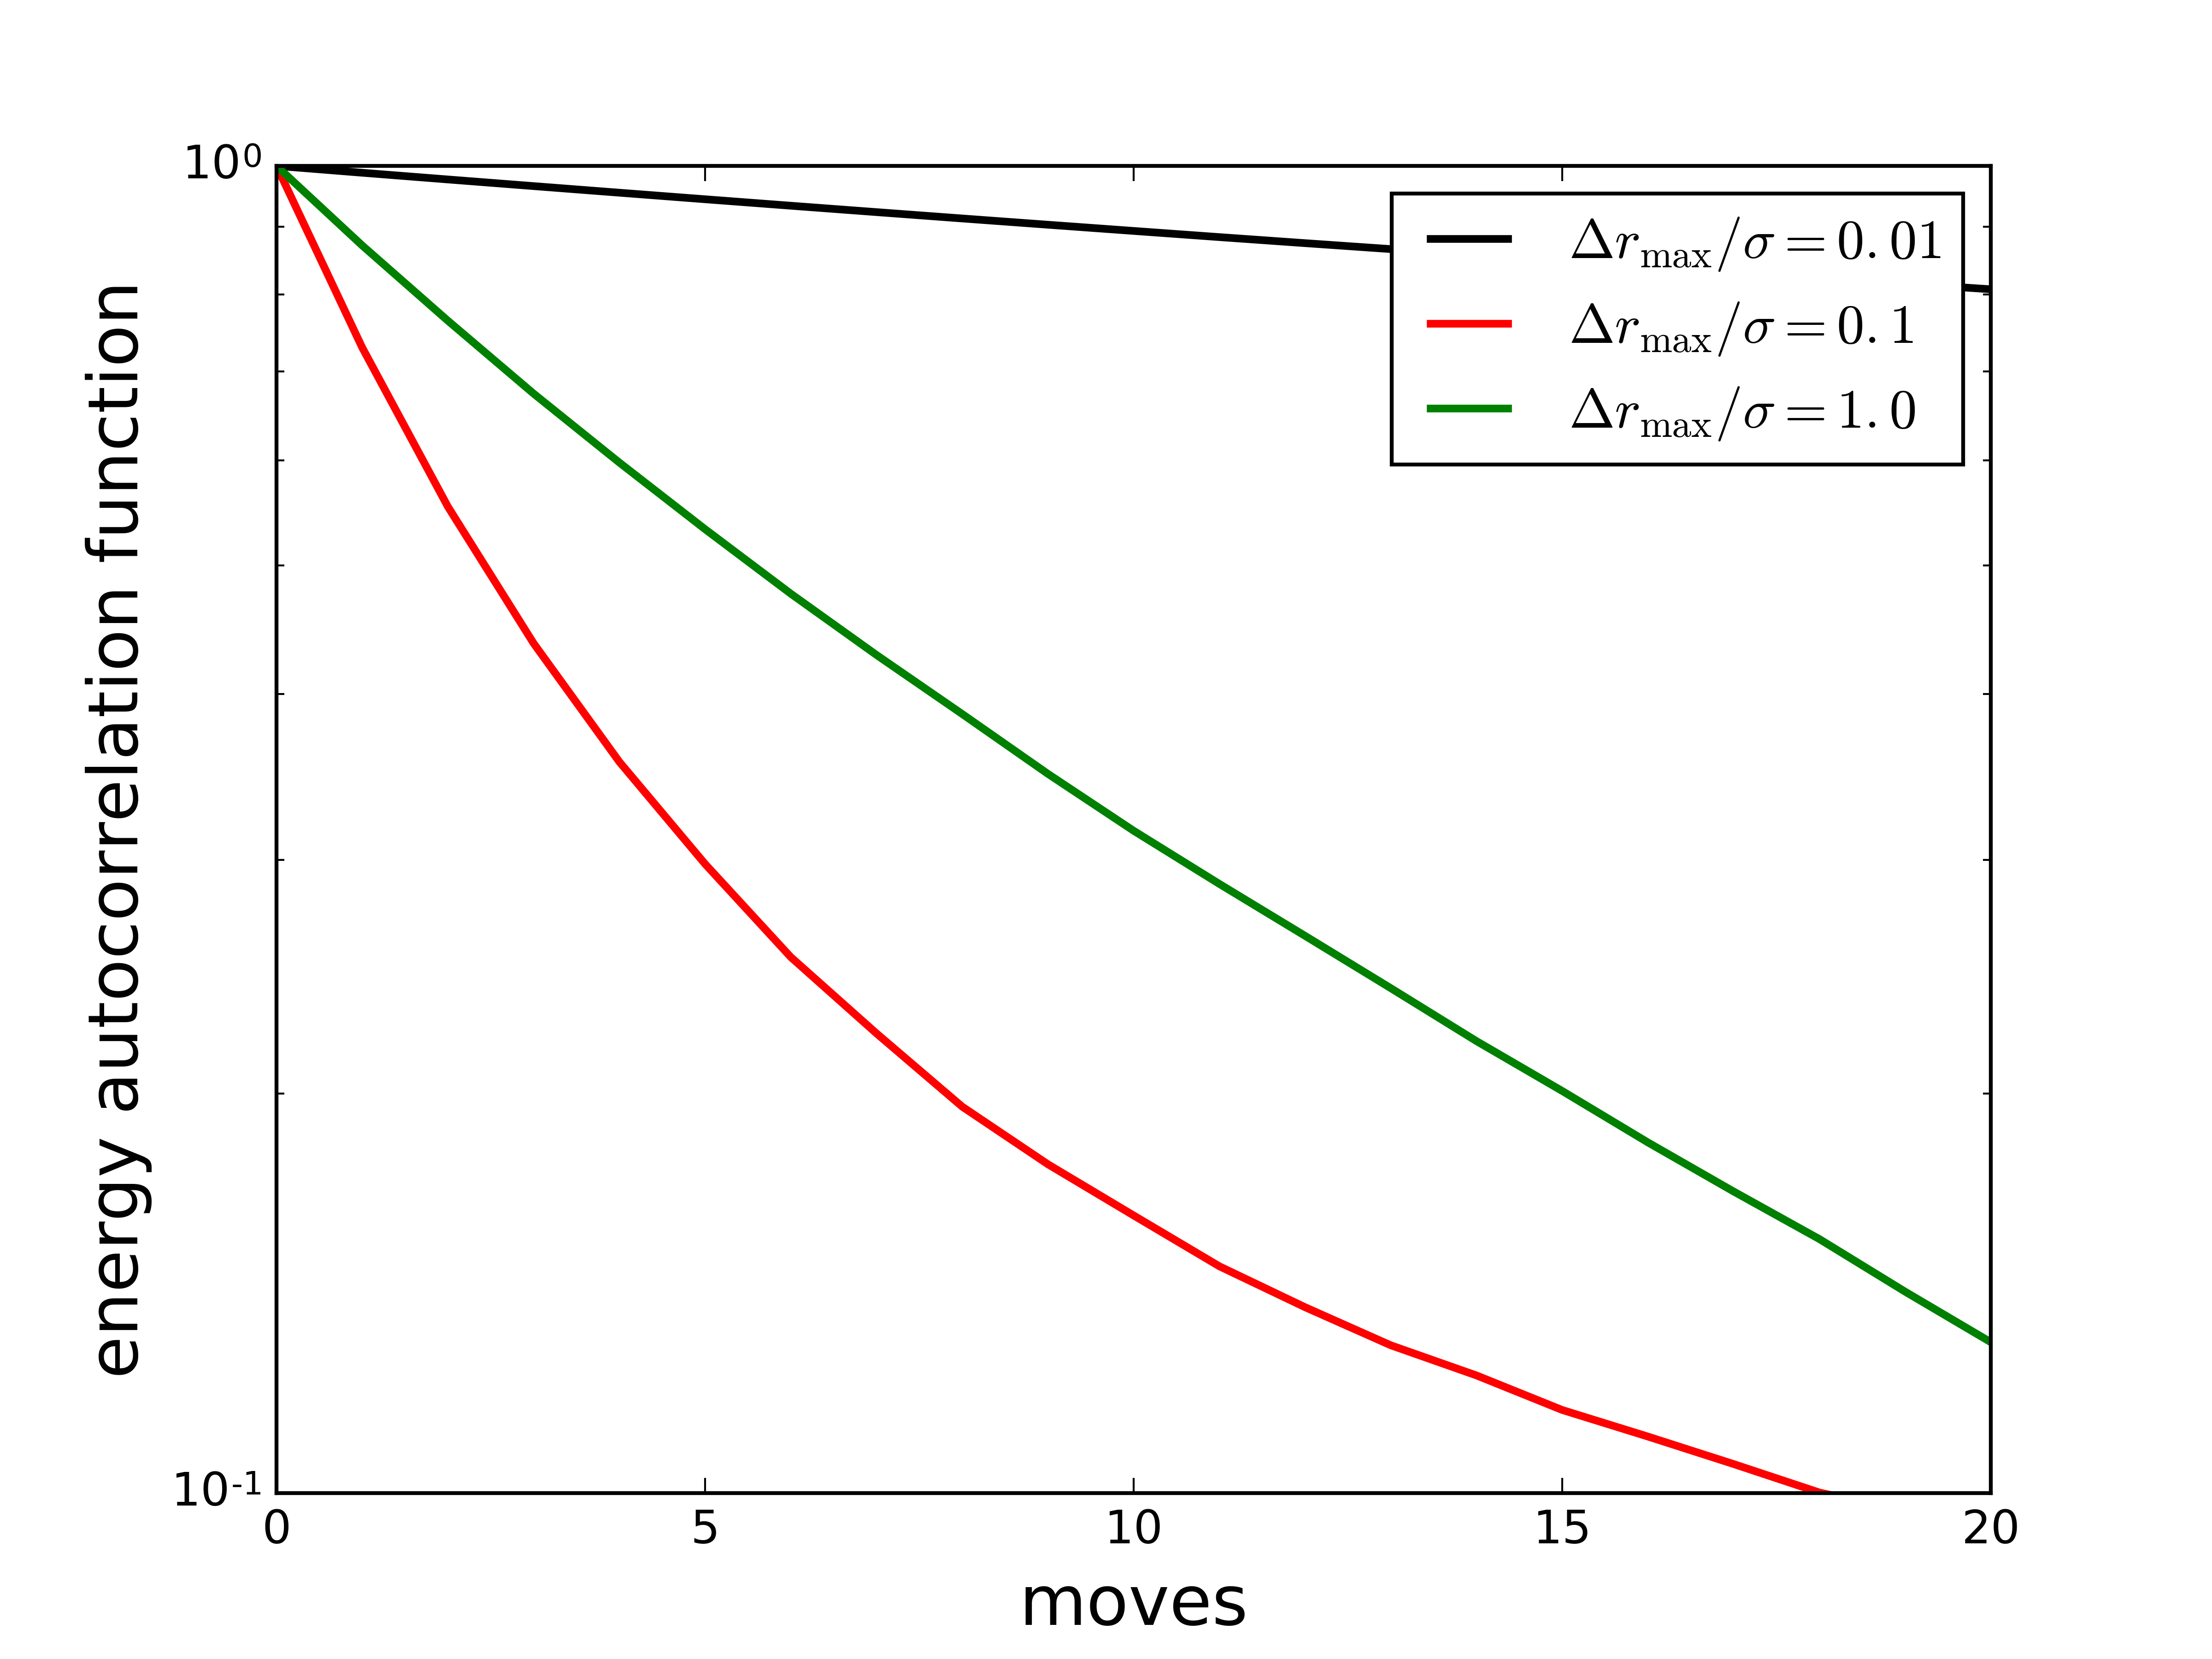 energy autocorrelation function
10⁰
10⁻¹
Δr_max/σ = 0.01
Δr_max/σ = 0.1
Δr_max/σ = 1.0
0 5 10 15 20
moves